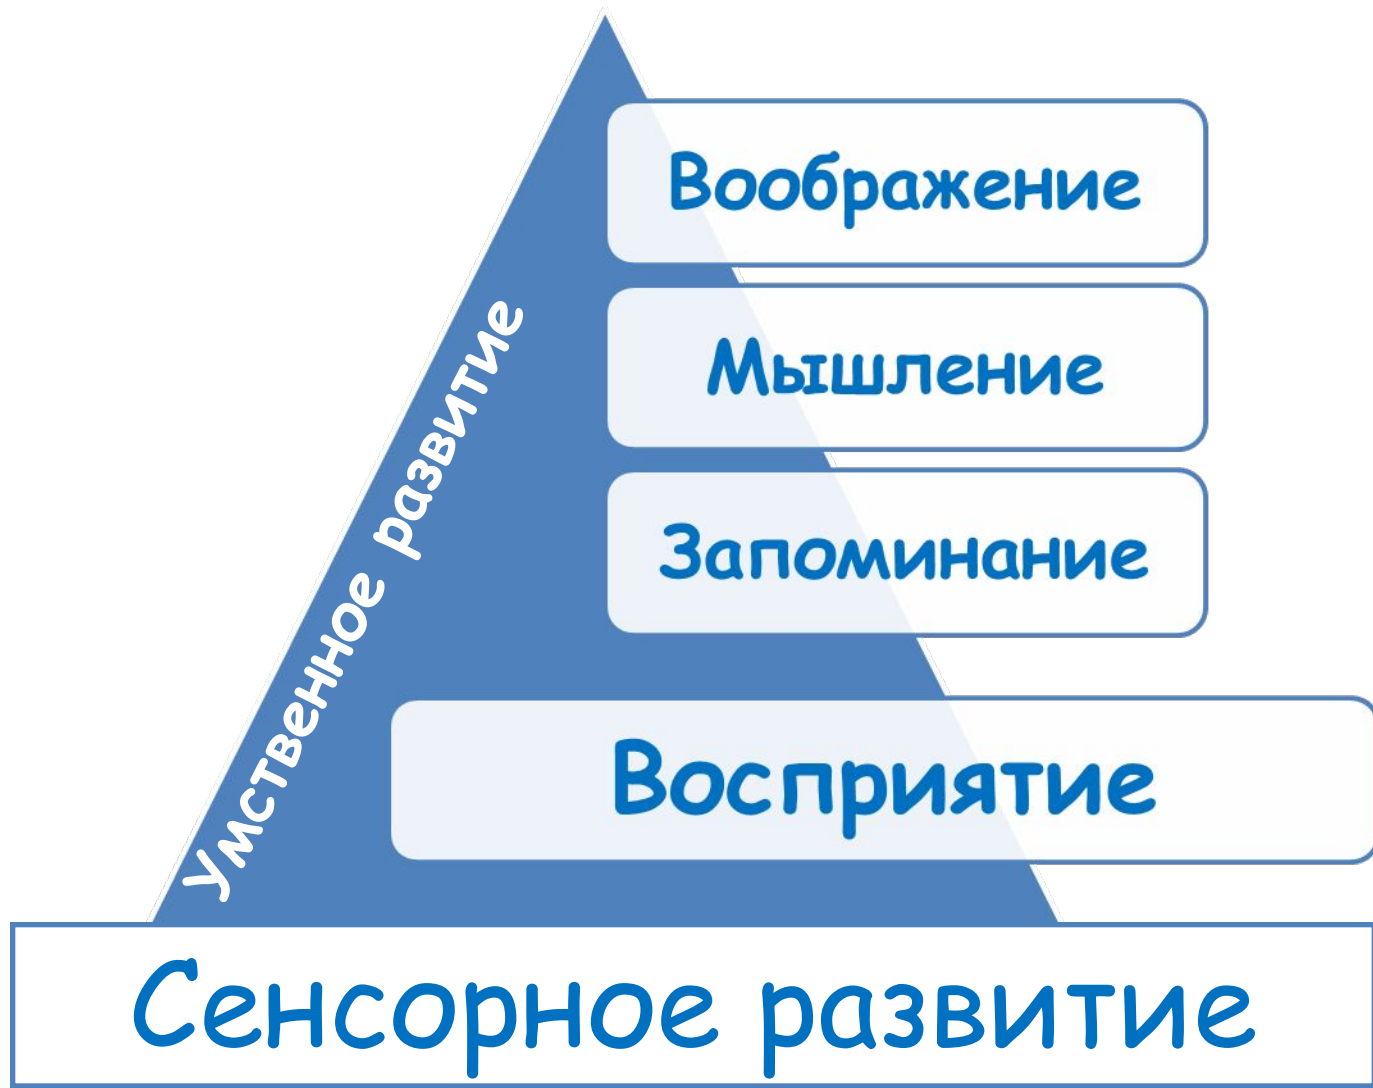 Воображение
Мышление
Запоминание
Восприятие
Умственное развитие
Сенсорное развитие